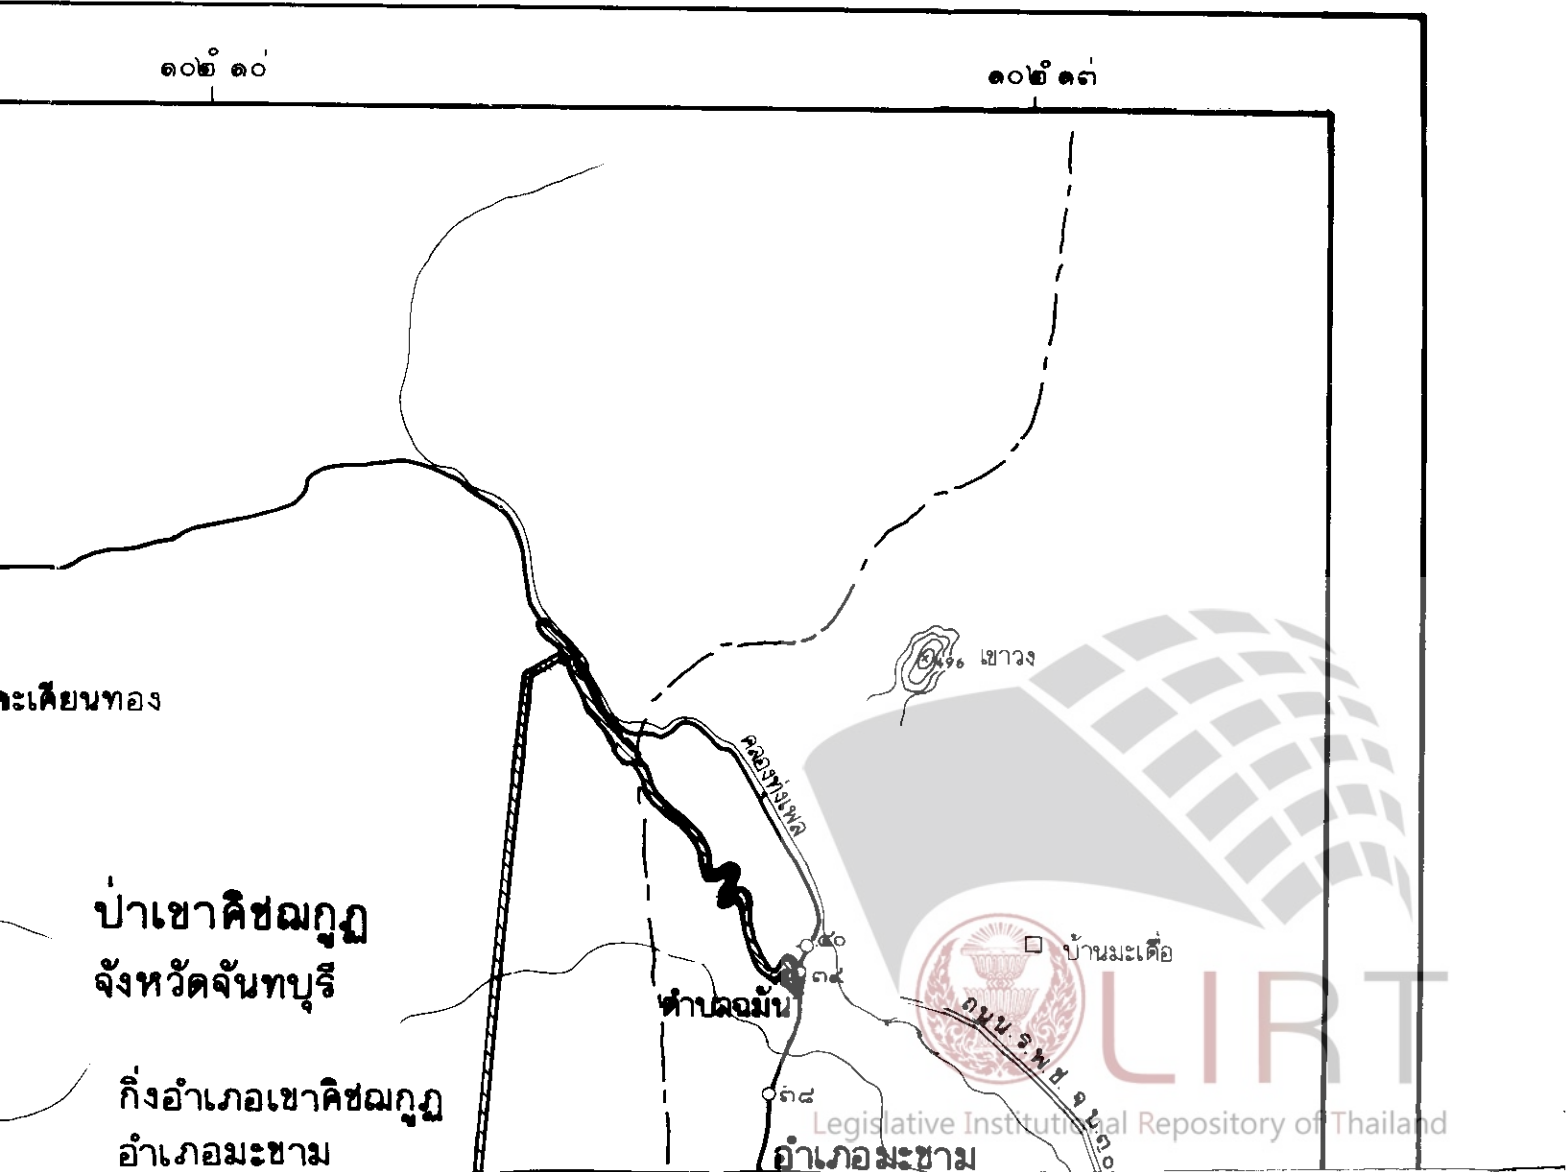 ๑๐๒° ๑๐'
๑๐๒° ๑๓'
๔๑๖ เขาวง
ตะเคียนทอง
คลองทุ่งเพล
ป่าเขาคิชฌกูฏ
จังหวัดจันทบุรี
๔๐
บ้านมะเดื่อ
๓๙
ตำบลฉมัน
LIRT
ถนน ร.พ.ช. จบ.
๓๘
กิ่งอำเภอเขาคิชฌกูฏ
Legislative Institutional Repository of Thailand
อำเภอมะขาม
อำเภอมะขาม